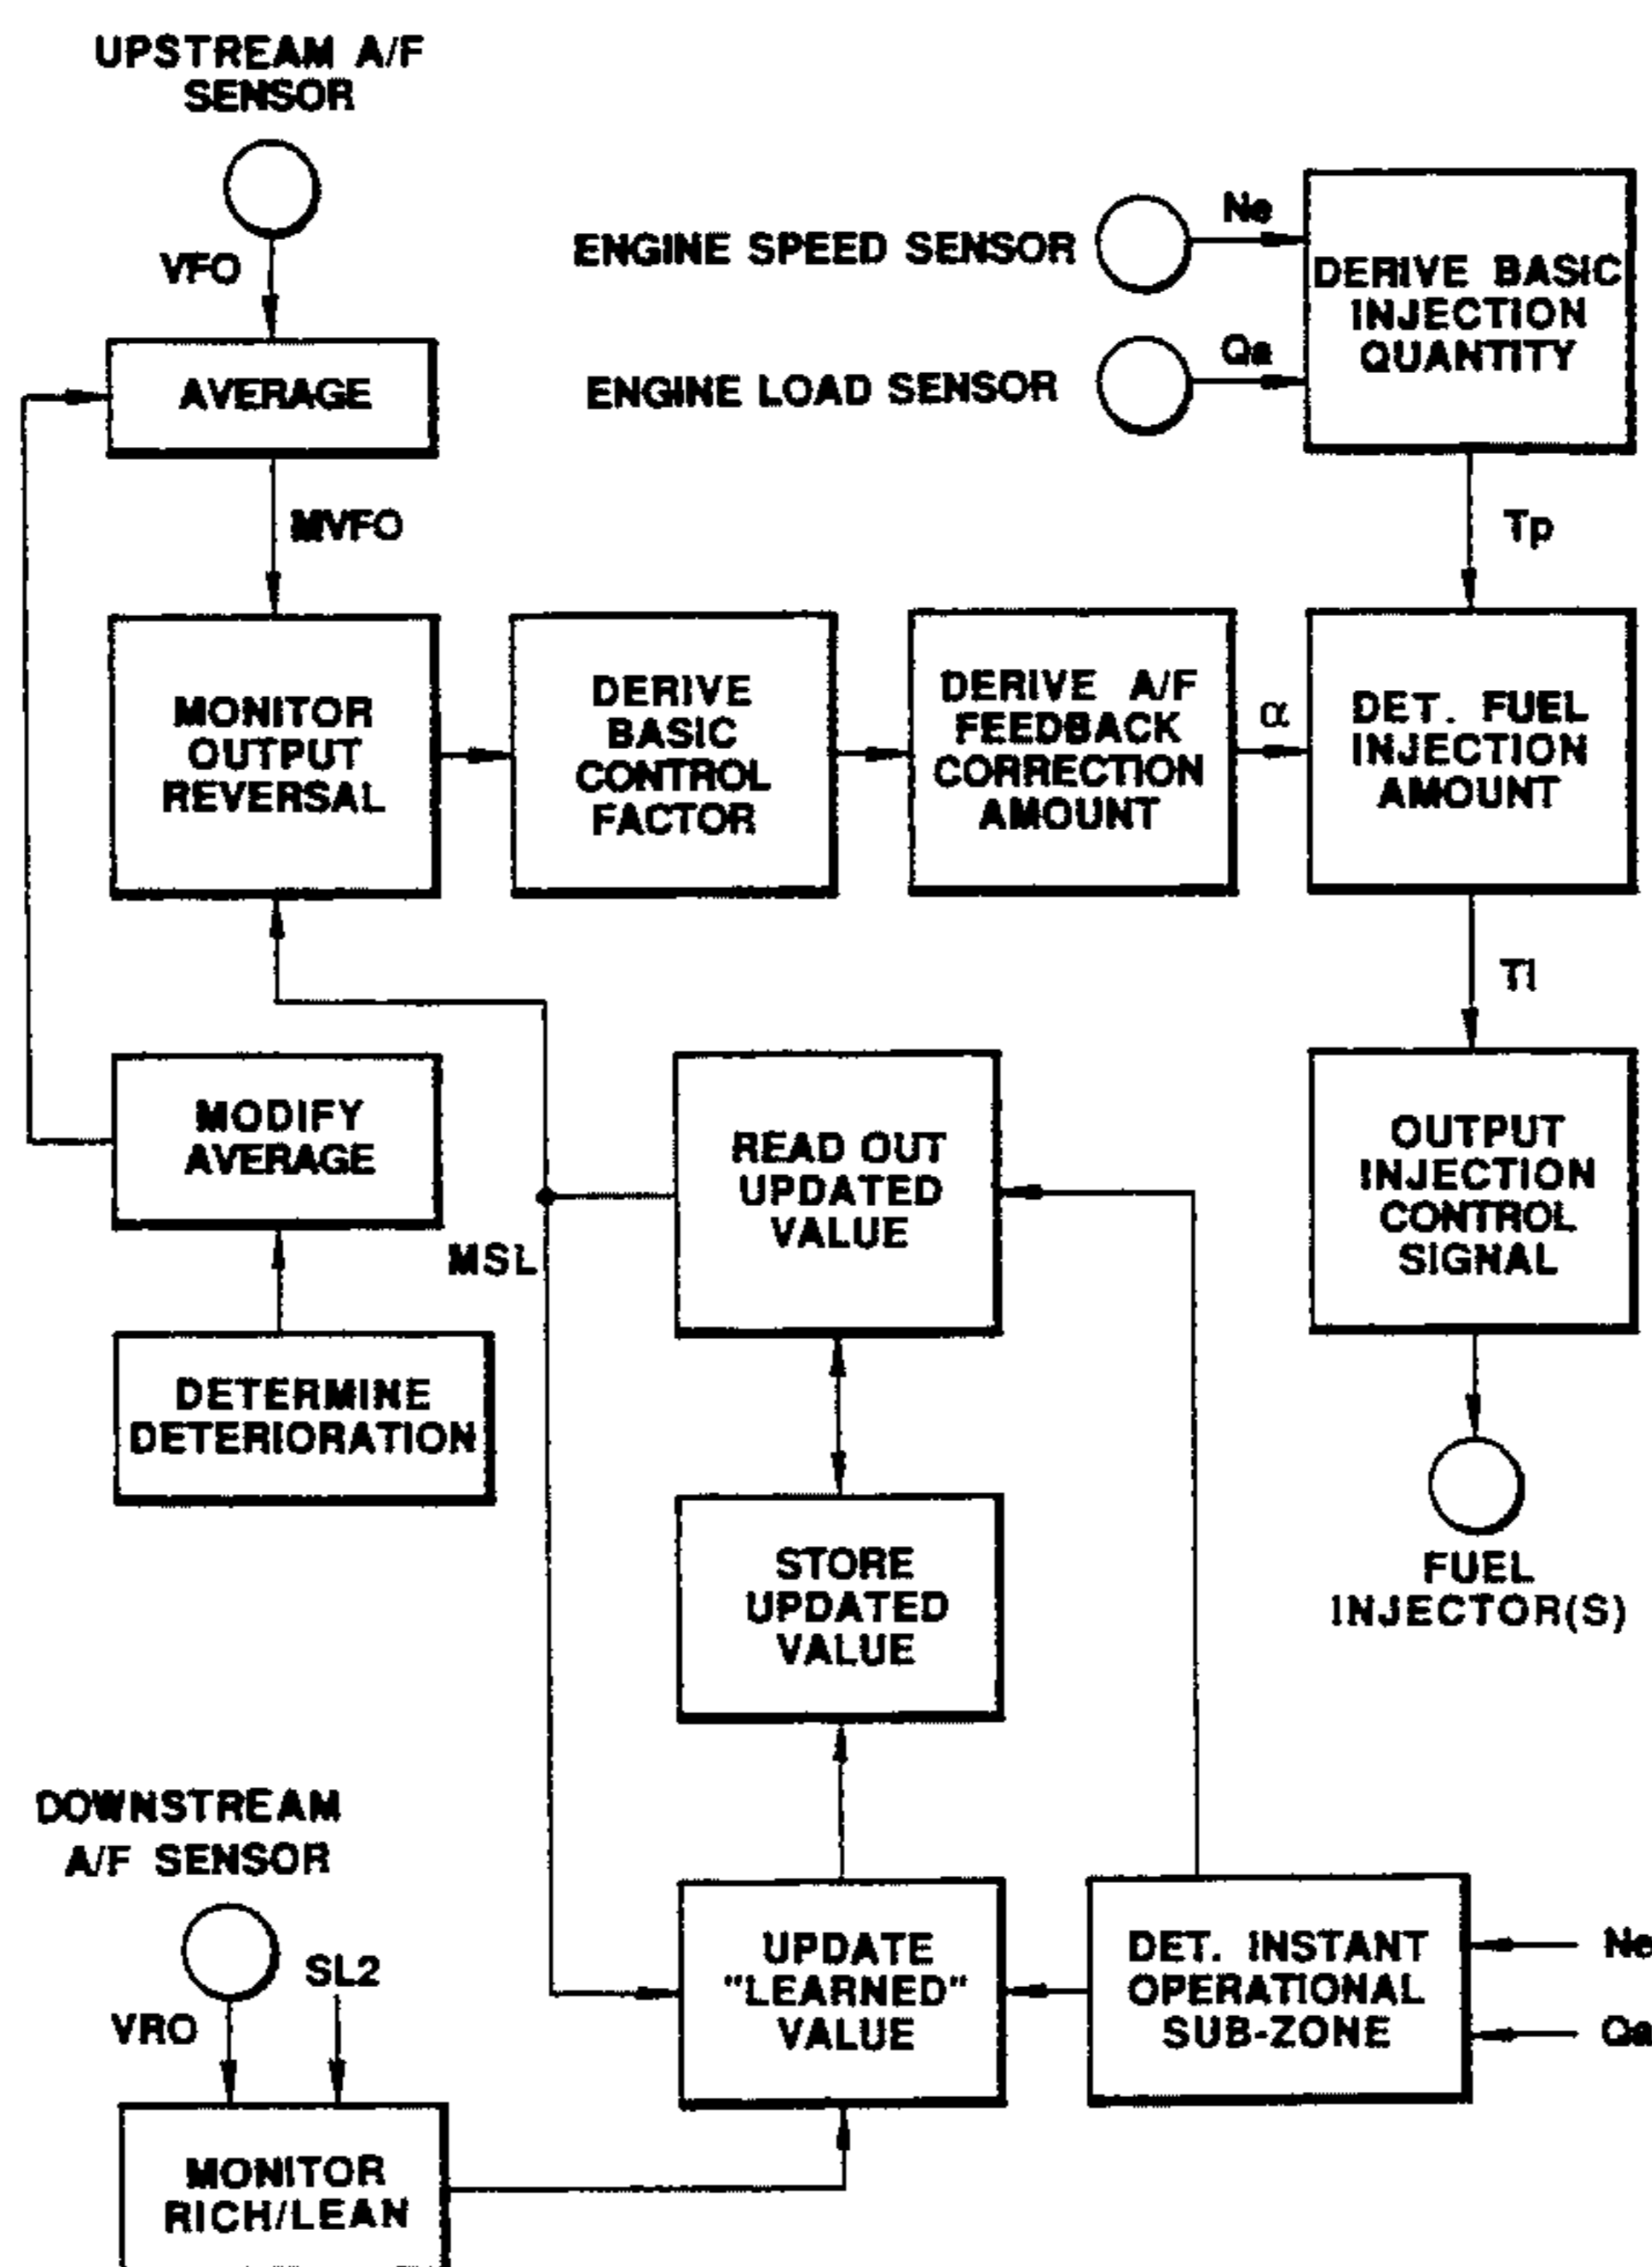 UPSTREAM A/F
SENSOR
VFO
ENGINE SPEED SENSOR
Ne
ENGINE LOAD SENSOR
Qa
DERIVE BASIC
INJECTION
QUANTITY
AVERAGE
MVFO
Tp
MONITOR
OUTPUT
REVERSAL
DERIVE
BASIC
CONTROL
FACTOR
DERIVE A/F
FEEDBACK
CORRECTION
AMOUNT
α
DET. FUEL
INJECTION
AMOUNT
TI
MODIFY
AVERAGE
READ OUT
UPDATED
VALUE
OUTPUT
INJECTION
CONTROL
SIGNAL
MSL
DETERMINE
DETERIORATION
STORE
UPDATED
VALUE
FUEL
INJECTOR(S)
DOWNSTREAM
A/F SENSOR
SL2
VRO
UPDATE
"LEARNED"
VALUE
DET. INSTANT
OPERATIONAL
SUB-ZONE
Ne
Qa
MONITOR
RICH/LEAN